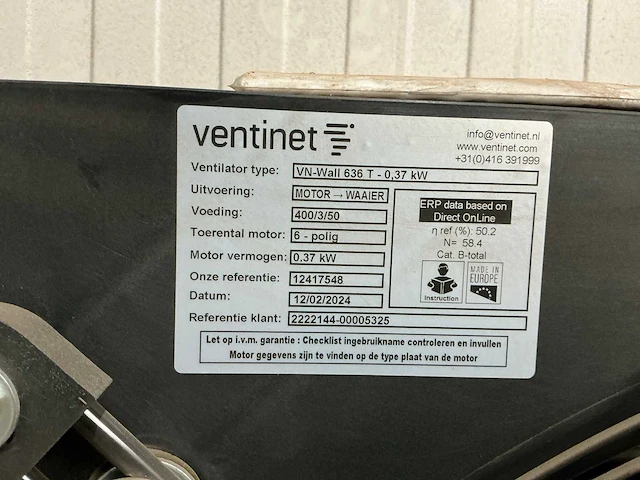 ventinet
info@ventinet.nl
www.ventinet.com
+31(0)416 391999
Ventilator type: VN-Wall 636 T - 0,37 kW
Uitvoering: MOTOR → WAAIER
Voeding: 400/3/50
Toerental motor: 6 - polig
Motor vermogen: 0.37 kW
Onze referentie: 12417548
Datum: 12/02/2024
Referentie klant: 2222144-00005325
ERP data based on
Direct OnLine
η ref (%): 50.2
N= 58.4
Cat. B-total
Instruction
MADE IN
EUROPE
Let op i.v.m. garantie : Checklist ingebruikname controleren en invullen
Motor gegevens zijn te vinden op de type plaat van de motor